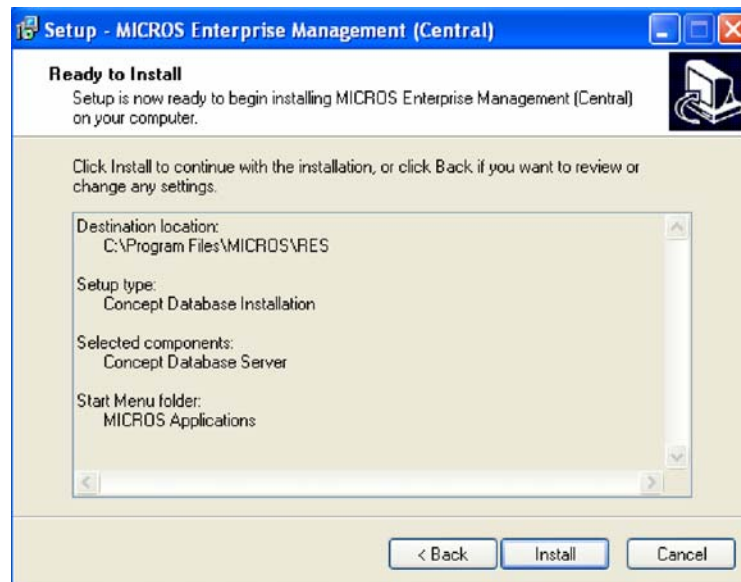 Setup - MICROS Enterprise Management (Central)
Ready to Install
Setup is now ready to begin installing MICROS Enterprise Management (Central)
on your computer.
Click Install to continue with the installation, or click Back if you want to review or
change any settings.
Destination location:
C:\Program Files\MICROS\RES
Setup type:
Concept Database Installation
Selected components:
Concept Database Server
Start Menu folder:
MICROS Applications
< Back
Install
Cancel